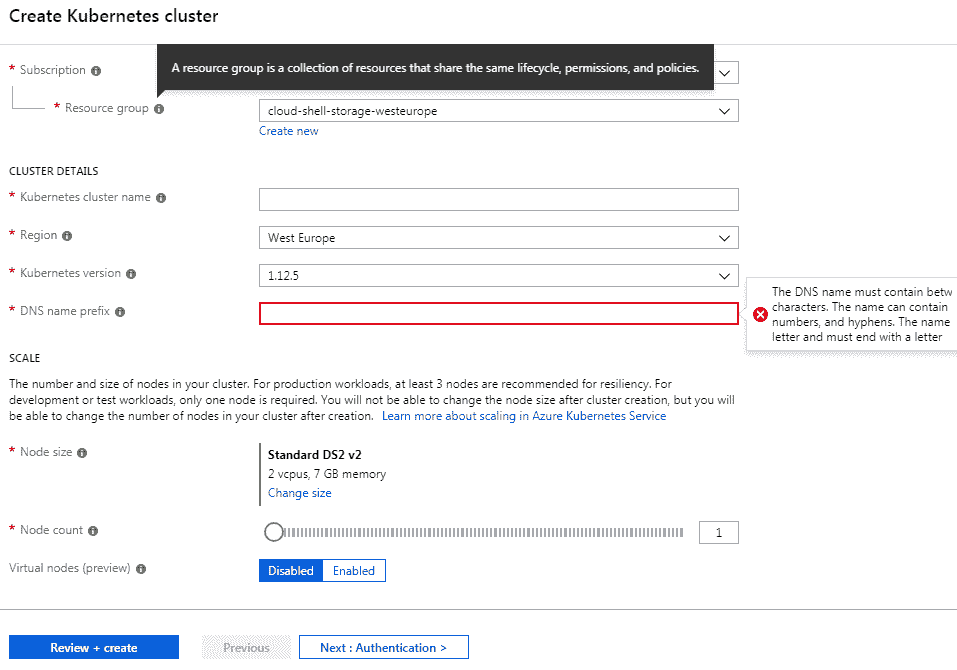 Create Kubernetes cluster
* Subscription
A resource group is a collection of resources that share the same lifecycle, permissions, and policies.
* Resource group
cloud-shell-storage-westeurope
Create new
CLUSTER DETAILS
* Kubernetes cluster name
* Region
West Europe
* Kubernetes version
1.12.5
* DNS name prefix
The DNS name must contain betw
characters. The name can contain
numbers, and hyphens. The name
letter and must end with a letter
SCALE
The number and size of nodes in your cluster. For production workloads, at least 3 nodes are recommended for resiliency. For
development or test workloads, only one node is required. You will not be able to change the node size after cluster creation, but you will
be able to change the number of nodes in your cluster after creation. Learn more about scaling in Azure Kubernetes Service
* Node size
Standard DS2 v2
2 vcpus, 7 GB memory
Change size
* Node count
1
Virtual nodes (preview)
Disabled Enabled
Review + create Previous Next : Authentication >